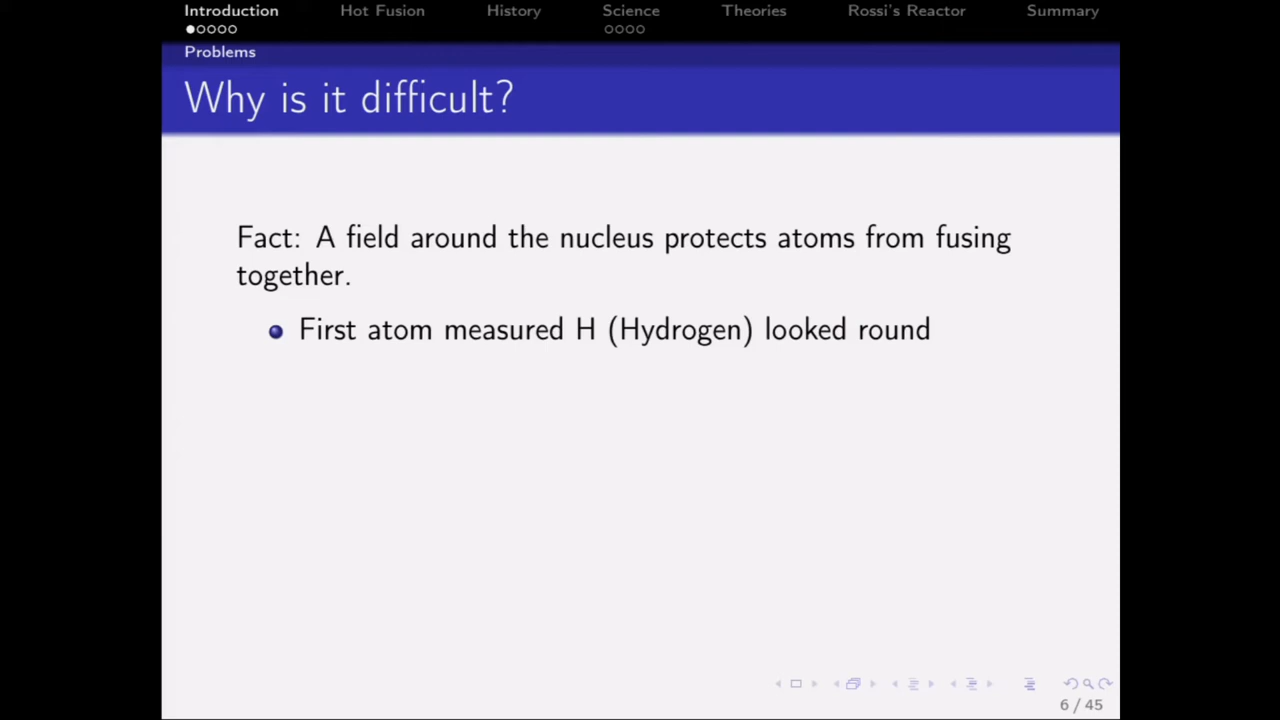 Introduction Hot Fusion History Science Theories Rossi's Reactor Summary
Problems
Why is it difficult?
Fact: A field around the nucleus protects atoms from fusing
together.
First atom measured H (Hydrogen) looked round
6 / 45